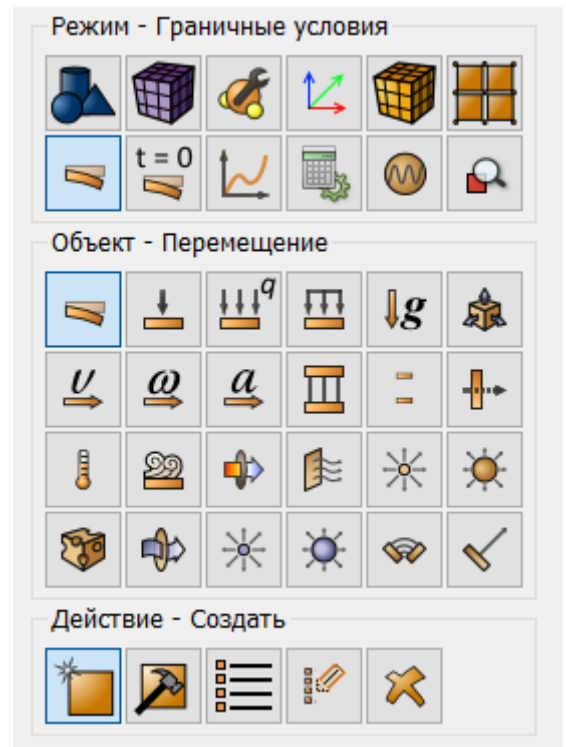 Режим - Граничные условия
t = 0
Объект - Перемещение
q
g
υ ω a
Действие - Создать